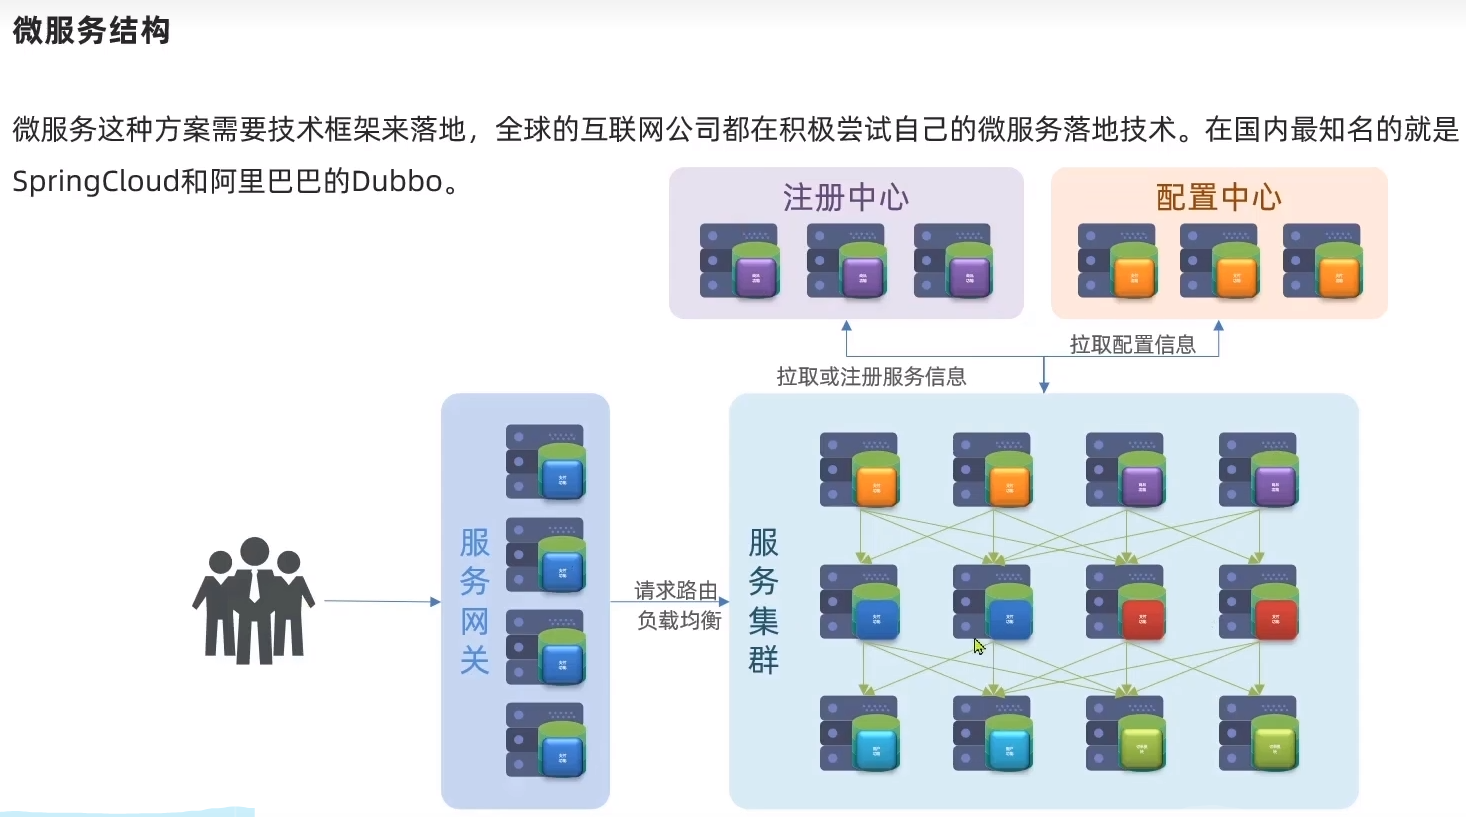 微服务结构
微服务这种方案需要技术框架来落地，全球的互联网公司都在积极尝试自己的微服务落地技术。在国内最知名的就是
SpringCloud和阿里巴巴的Dubbo。
注册中心
配置中心
拉取配置信息
拉取或注册服务信息
服务网关
请求路由
负载均衡
服务集群